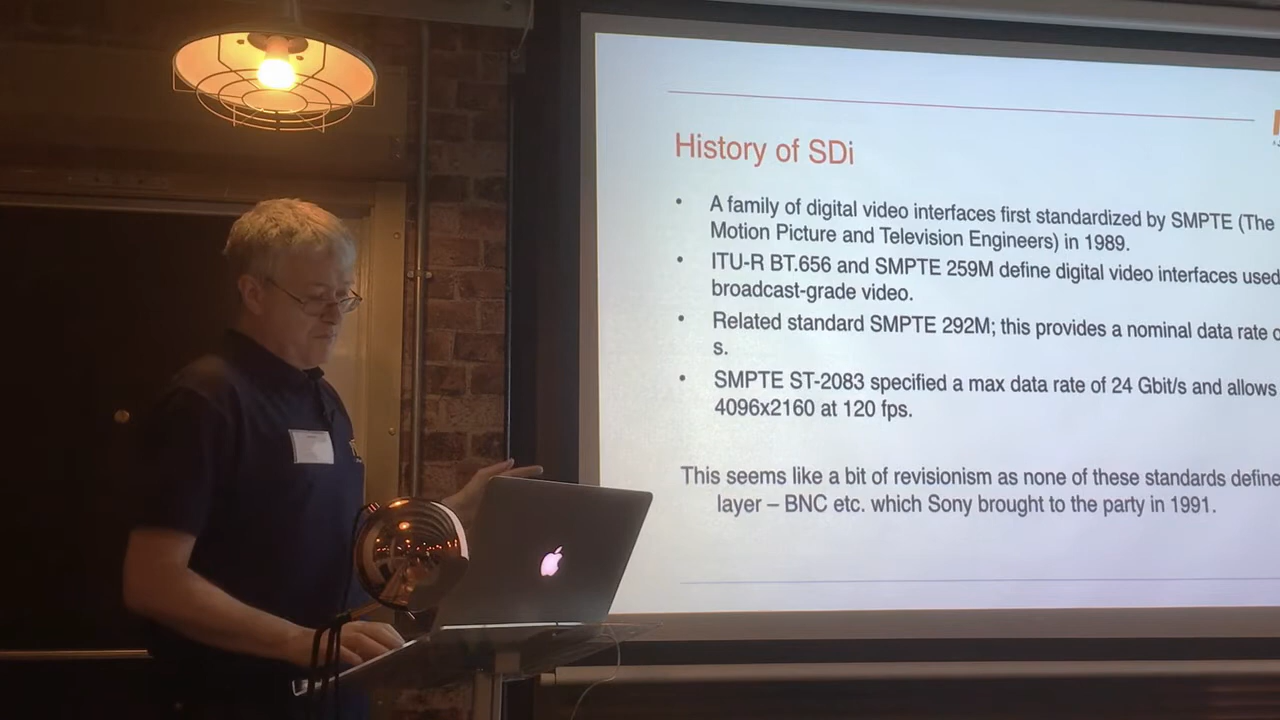 History of SDi
• A family of digital video interfaces first standardized by SMPTE (The
Motion Picture and Television Engineers) in 1989.
• ITU-R BT.656 and SMPTE 259M define digital video interfaces used
broadcast-grade video.
• Related standard SMPTE 292M; this provides a nominal data rate
s.
• SMPTE ST-2083 specified a max data rate of 24 Gbit/s and allows
4096x2160 at 120 fps.
This seems like a bit of revisionism as none of these standards define
layer – BNC etc. which Sony brought to the party in 1991.